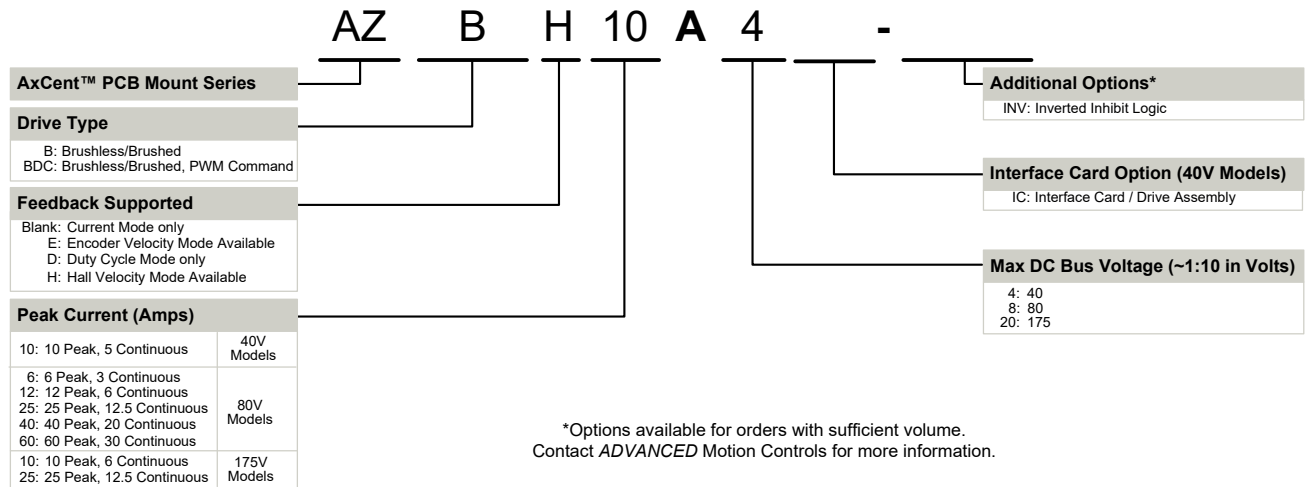 AZ B H 10 A 4 -
AxCent™ PCB Mount Series
Drive Type
B: Brushless/Brushed
BDC: Brushless/Brushed, PWM Command
Feedback Supported
Blank: Current Mode only
E: Encoder Velocity Mode Available
D: Duty Cycle Mode only
H: Hall Velocity Mode Available
Peak Current (Amps)
10: 10 Peak, 5 Continuous
40V
Models
6: 6 Peak, 3 Continuous
12: 12 Peak, 6 Continuous
25: 25 Peak, 12.5 Continuous
40: 40 Peak, 20 Continuous
60: 60 Peak, 30 Continuous
80V
Models
10: 10 Peak, 6 Continuous
25: 25 Peak, 12.5 Continuous
175V
Models
Additional Options*
INV: Inverted Inhibit Logic
Interface Card Option (40V Models)
IC: Interface Card / Drive Assembly
Max DC Bus Voltage (~1:10 in Volts)
4: 40
8: 80
20: 175
*Options available for orders with sufficient volume.
Contact ADVANCED Motion Controls for more information.